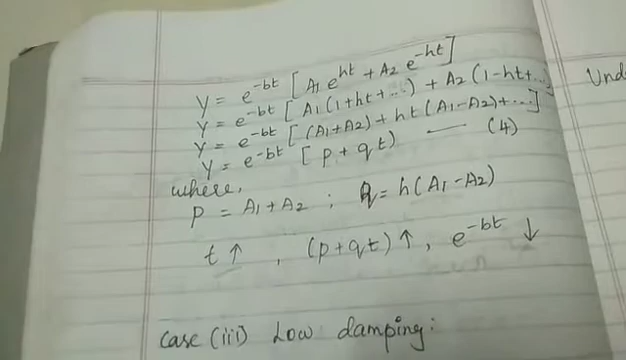 y = e^-bt [A1 e^ht + A2 e^-ht]
y = e^-bt [A1(1+ht+...) + A2(1-ht+...
y = e^-bt [(A1+A2) + ht(A1-A2)+...]
y = e^-bt [p + qt) — (4)
where,
p = A1+A2 ; q = h(A1-A2)
t ↑ , (p+qt) ↑, e^-bt ↓
case (iii) Low damping:
Und